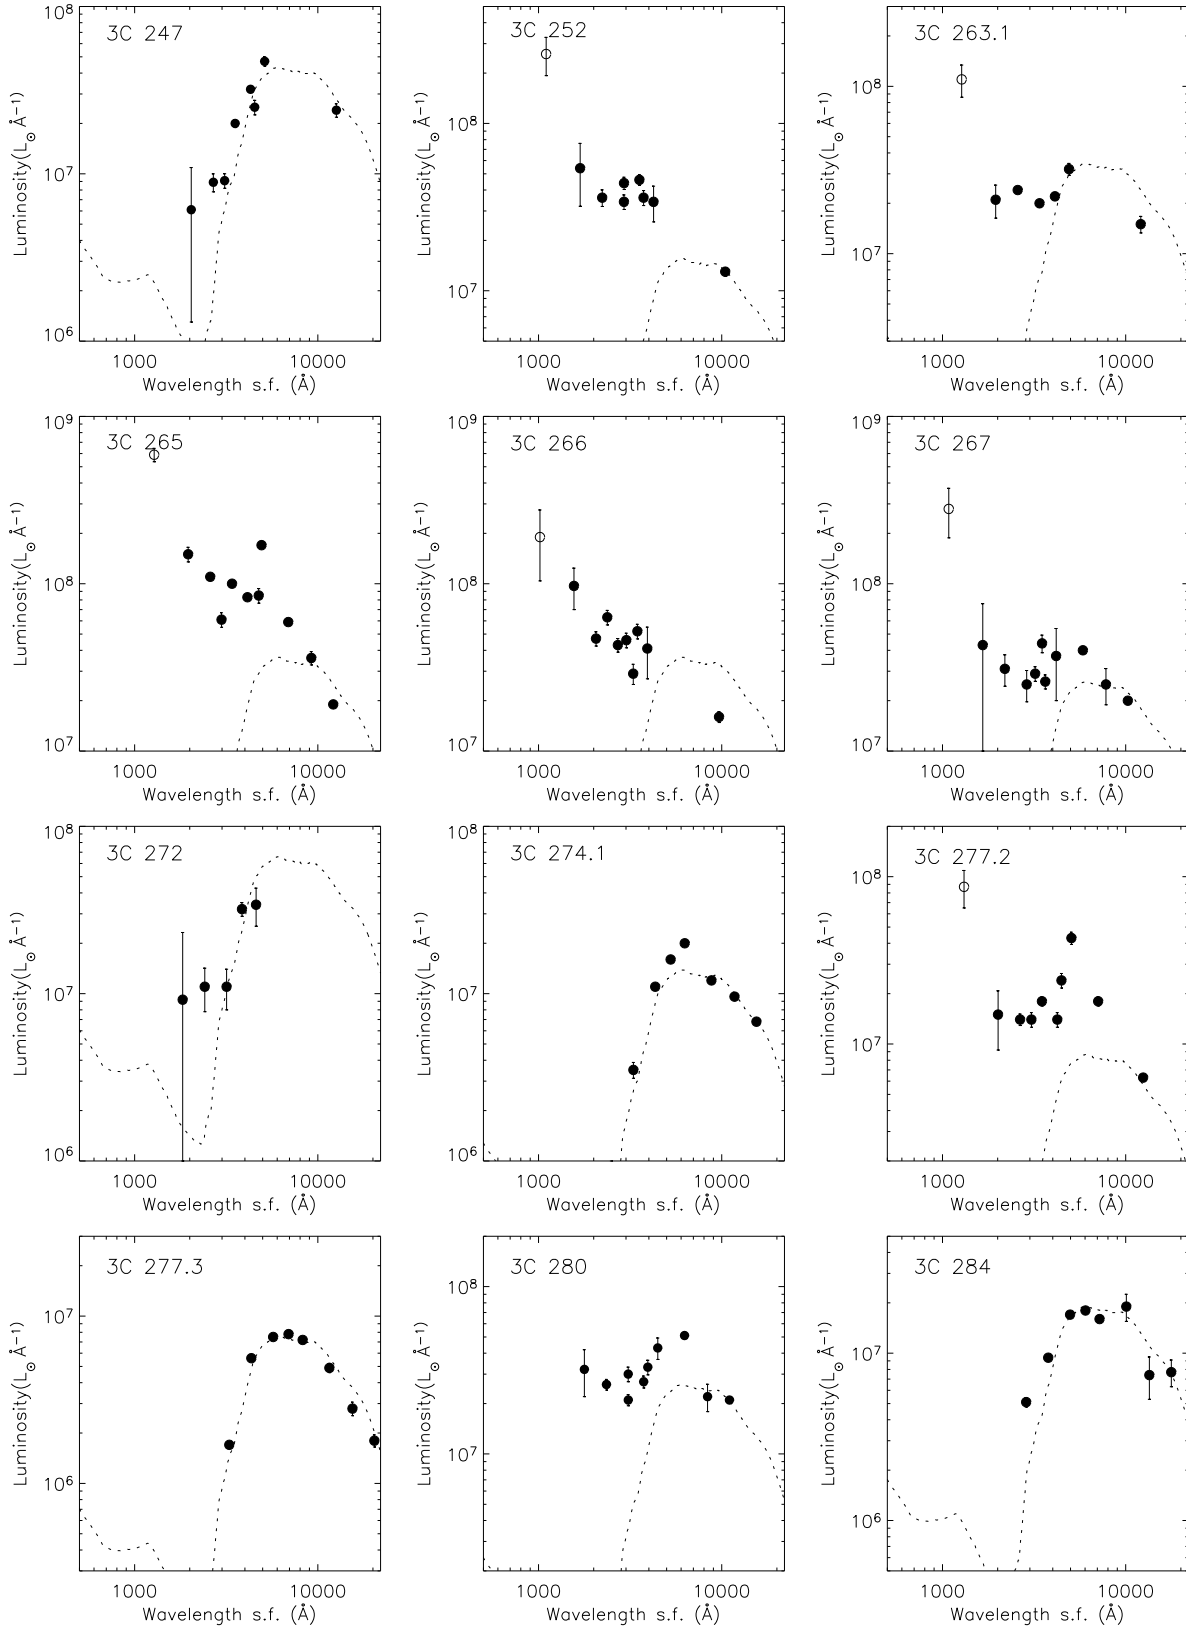 3C 247
10⁸
10⁷
10⁶
Luminosity(L⊙ Å⁻¹)
1000 10000
Wavelength s.f. (Å)
3C 252
10⁸
10⁷
Luminosity(L⊙ Å⁻¹)
1000 10000
Wavelength s.f. (Å)
3C 263.1
10⁸
10⁷
Luminosity(L⊙ Å⁻¹)
1000 10000
Wavelength s.f. (Å)
3C 265
10⁹
10⁸
10⁷
Luminosity(L⊙ Å⁻¹)
1000 10000
Wavelength s.f. (Å)
3C 266
10⁹
10⁸
10⁷
Luminosity(L⊙ Å⁻¹)
1000 10000
Wavelength s.f. (Å)
3C 267
10⁹
10⁸
10⁷
Luminosity(L⊙ Å⁻¹)
1000 10000
Wavelength s.f. (Å)
3C 272
10⁸
10⁷
10⁶
Luminosity(L⊙ Å⁻¹)
1000 10000
Wavelength s.f. (Å)
3C 274.1
10⁸
10⁷
10⁶
Luminosity(L⊙ Å⁻¹)
1000 10000
Wavelength s.f. (Å)
3C 277.2
10⁸
10⁷
Luminosity(L⊙ Å⁻¹)
1000 10000
Wavelength s.f. (Å)
3C 277.3
10⁷
10⁶
Luminosity(L⊙ Å⁻¹)
1000 10000
Wavelength s.f. (Å)
3C 280
10⁸
10⁷
Luminosity(L⊙ Å⁻¹)
1000 10000
Wavelength s.f. (Å)
3C 284
10⁷
10⁶
Luminosity(L⊙ Å⁻¹)
1000 10000
Wavelength s.f. (Å)